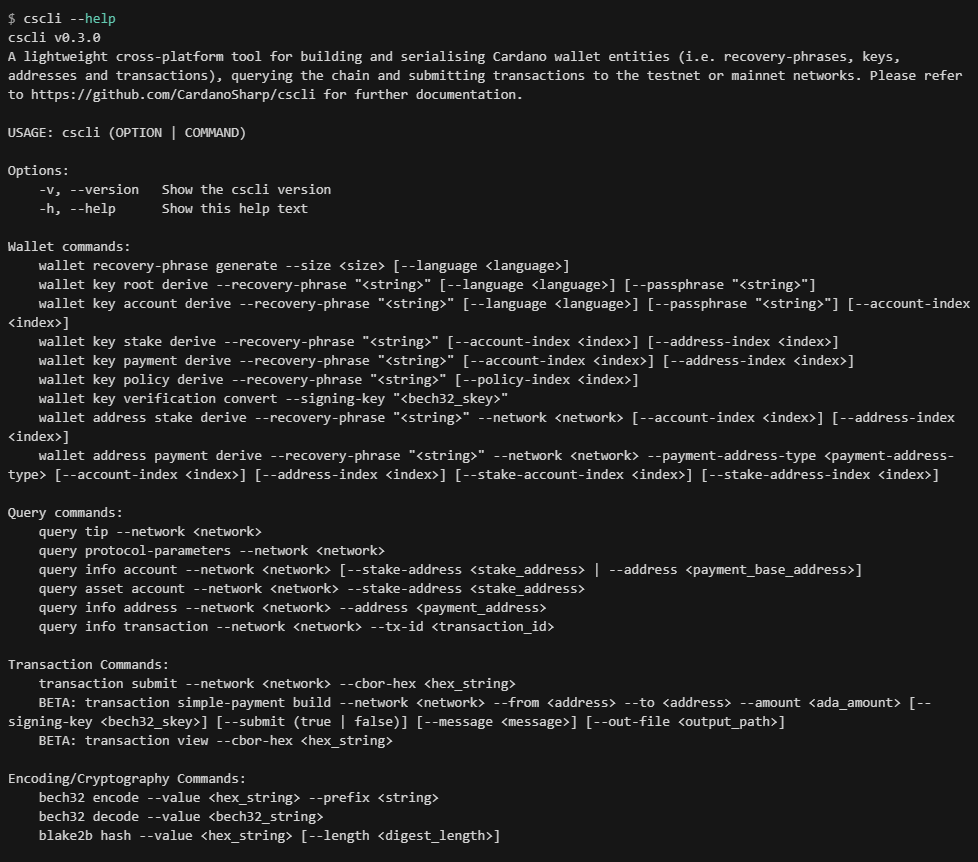 $ cscli --help
cscli v0.3.0
A lightweight cross-platform tool for building and serialising Cardano wallet entities (i.e. recovery-phrases, keys,
addresses and transactions), querying the chain and submitting transactions to the testnet or mainnet networks. Please refer
to https://github.com/CardanoSharp/cscli for further documentation.

USAGE: cscli (OPTION | COMMAND)

Options:
    -v, --version   Show the cscli version
    -h, --help      Show this help text

Wallet commands:
    wallet recovery-phrase generate --size <size> [--language <language>]
    wallet key root derive --recovery-phrase "<string>" [--language <language>] [--passphrase "<string>"]
    wallet key account derive --recovery-phrase "<string>" [--language <language>] [--passphrase "<string>"] [--account-index
<index>]
    wallet key stake derive --recovery-phrase "<string>" [--account-index <index>] [--address-index <index>]
    wallet key payment derive --recovery-phrase "<string>" [--account-index <index>] [--address-index <index>]
    wallet key policy derive --recovery-phrase "<string>" [--policy-index <index>]
    wallet key verification convert --signing-key "<bech32_skey>"
    wallet address stake derive --recovery-phrase "<string>" --network <network> [--account-index <index>] [--address-index
<index>]
    wallet address payment derive --recovery-phrase "<string>" --network <network> --payment-address-type <payment-address-
type> [--account-index <index>] [--address-index <index>] [--stake-account-index <index>] [--stake-address-index <index>]

Query commands:
    query tip --network <network>
    query protocol-parameters --network <network>
    query info account --network <network> [--stake-address <stake_address> | --address <payment_base_address>]
    query asset account --network <network> --stake-address <stake_address>
    query info address --network <network> --address <payment_address>
    query info transaction --network <network> --tx-id <transaction_id>

Transaction Commands:
    transaction submit --network <network> --cbor-hex <hex_string>
    BETA: transaction simple-payment build --network <network> --from <address> --to <address> --amount <ada_amount> [--
signing-key <bech32_skey>] [--submit (true | false)] [--message <message>] [--out-file <output_path>]
    BETA: transaction view --cbor-hex <hex_string>

Encoding/Cryptography Commands:
    bech32 encode --value <hex_string> --prefix <string>
    bech32 decode --value <bech32_string>
    blake2b hash --value <hex_string> [--length <digest_length>]